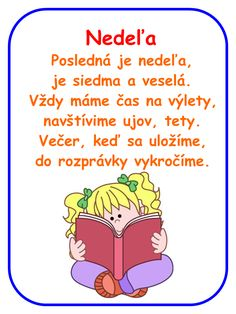 Nedeľa
Posledná je nedeľa,
je siedma a veselá.
Vždy máme čas na výlety,
navštívime ujov, tety.
Večer, keď sa uložíme,
do rozprávky vykročíme.